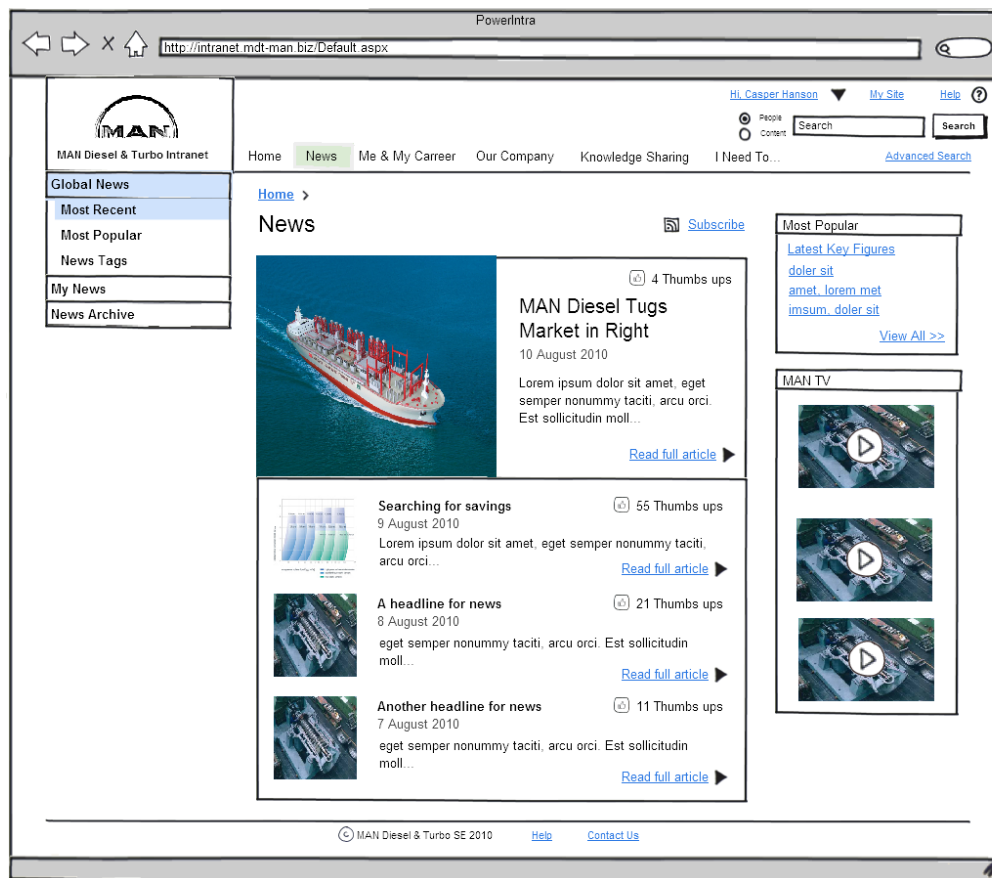 PowerIntra
http://intranet.mdt-man.biz/Default.aspx
MAN
MAN Diesel & Turbo Intranet
Hi, Casper Hanson
My Site
Help
?
People
Content
Search
Search
Home
News
Me & My Carreer
Our Company
Knowledge Sharing
I Need To...
Advanced Search
Global News
Most Recent
Most Popular
News Tags
My News
News Archive
Home >
News
Subscribe
4 Thumbs ups
MAN Diesel Tugs
Market in Right
10 August 2010
Lorem ipsum dolor sit amet, eget
semper nonummy taciti, arcu orci.
Est sollicitudin moll...
Read full article
Searching for savings
55 Thumbs ups
9 August 2010
Lorem ipsum dolor sit amet, eget semper nonummy taciti,
arcu orci...
Read full article
A headline for news
21 Thumbs ups
8 August 2010
eget semper nonummy taciti, arcu orci. Est sollicitudin
moll...
Read full article
Another headline for news
11 Thumbs ups
7 August 2010
eget semper nonummy taciti, arcu orci. Est sollicitudin
moll...
Read full article
Most Popular
Latest Key Figures
doler sit
amet, lorem met
imsum, doler sit
View All >>
MAN TV
© MAN Diesel & Turbo SE 2010
Help
Contact Us